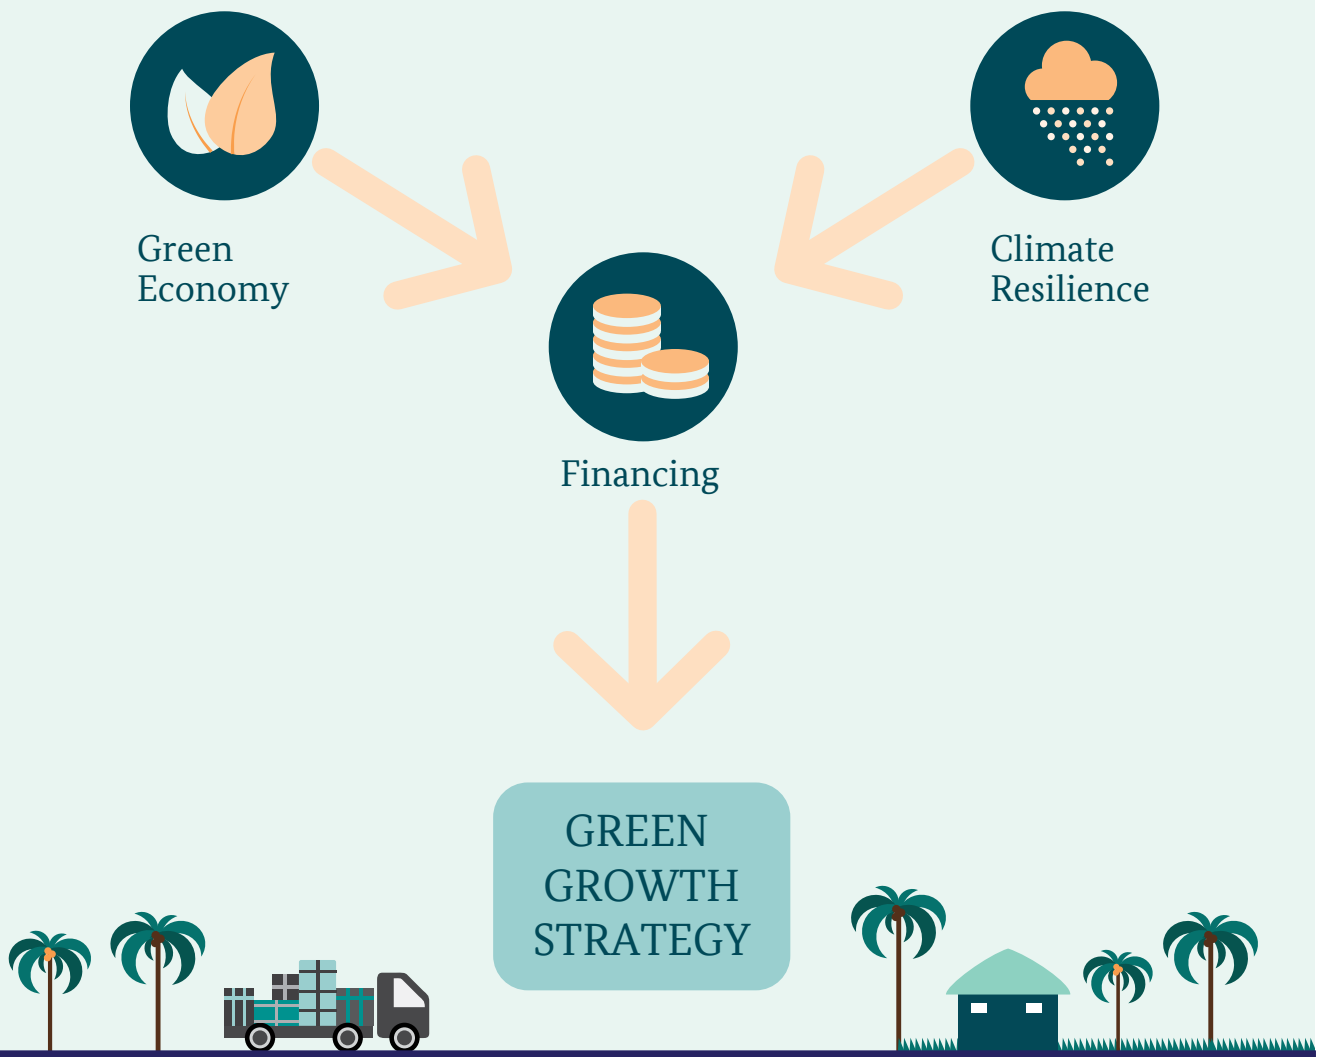 Green
Economy
Climate
Resilience
Financing
GREEN
GROWTH
STRATEGY